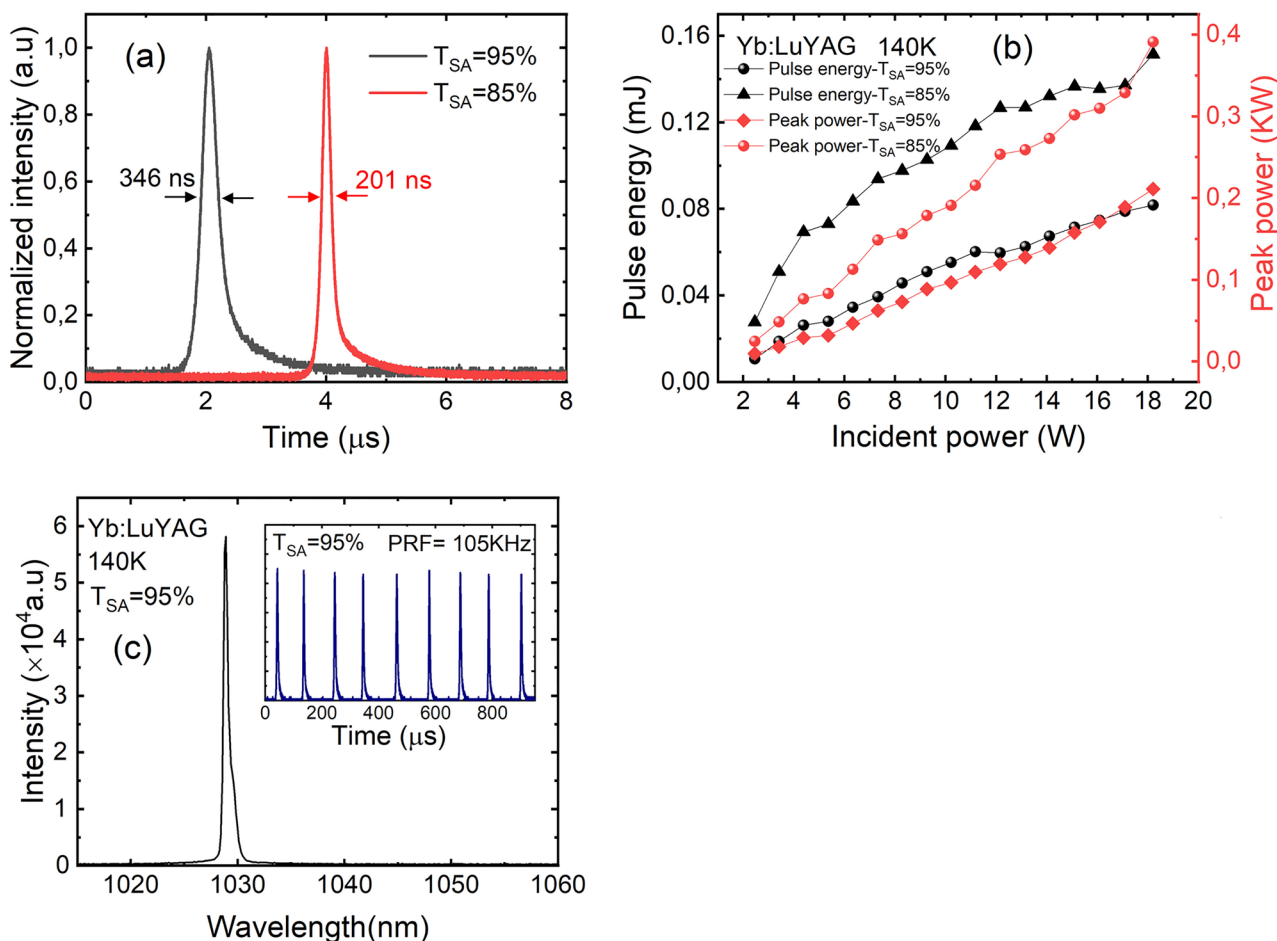 (a)
T_SA=95%
T_SA=85%
346 ns
201 ns
Normalized intensity (a.u)
1,0
0,8
0,6
0,4
0,2
0,0
0 2 4 6 8
Time (μs)
Yb:LuYAG 140K (b)
Pulse energy-T_SA=95%
Pulse energy-T_SA=85%
Peak power-T_SA=95%
Peak power-T_SA=85%
Pulse energy (mJ)
0.16
0.12
0.08
0.04
0,00
2 4 6 8 10 12 14 16 18 20
Incident power (W)
0,4
0,3
0,2
0,1
0,0
Peak power (KW)
Yb:LuYAG
140K
T_SA=95%
(c)
Intensity (×10⁴a.u)
6
5
4
3
2
1
0
1020 1030 1040 1050 1060
Wavelength(nm)
T_SA=95% PRF= 105KHz
0 200 400 600 800
Time (μs)